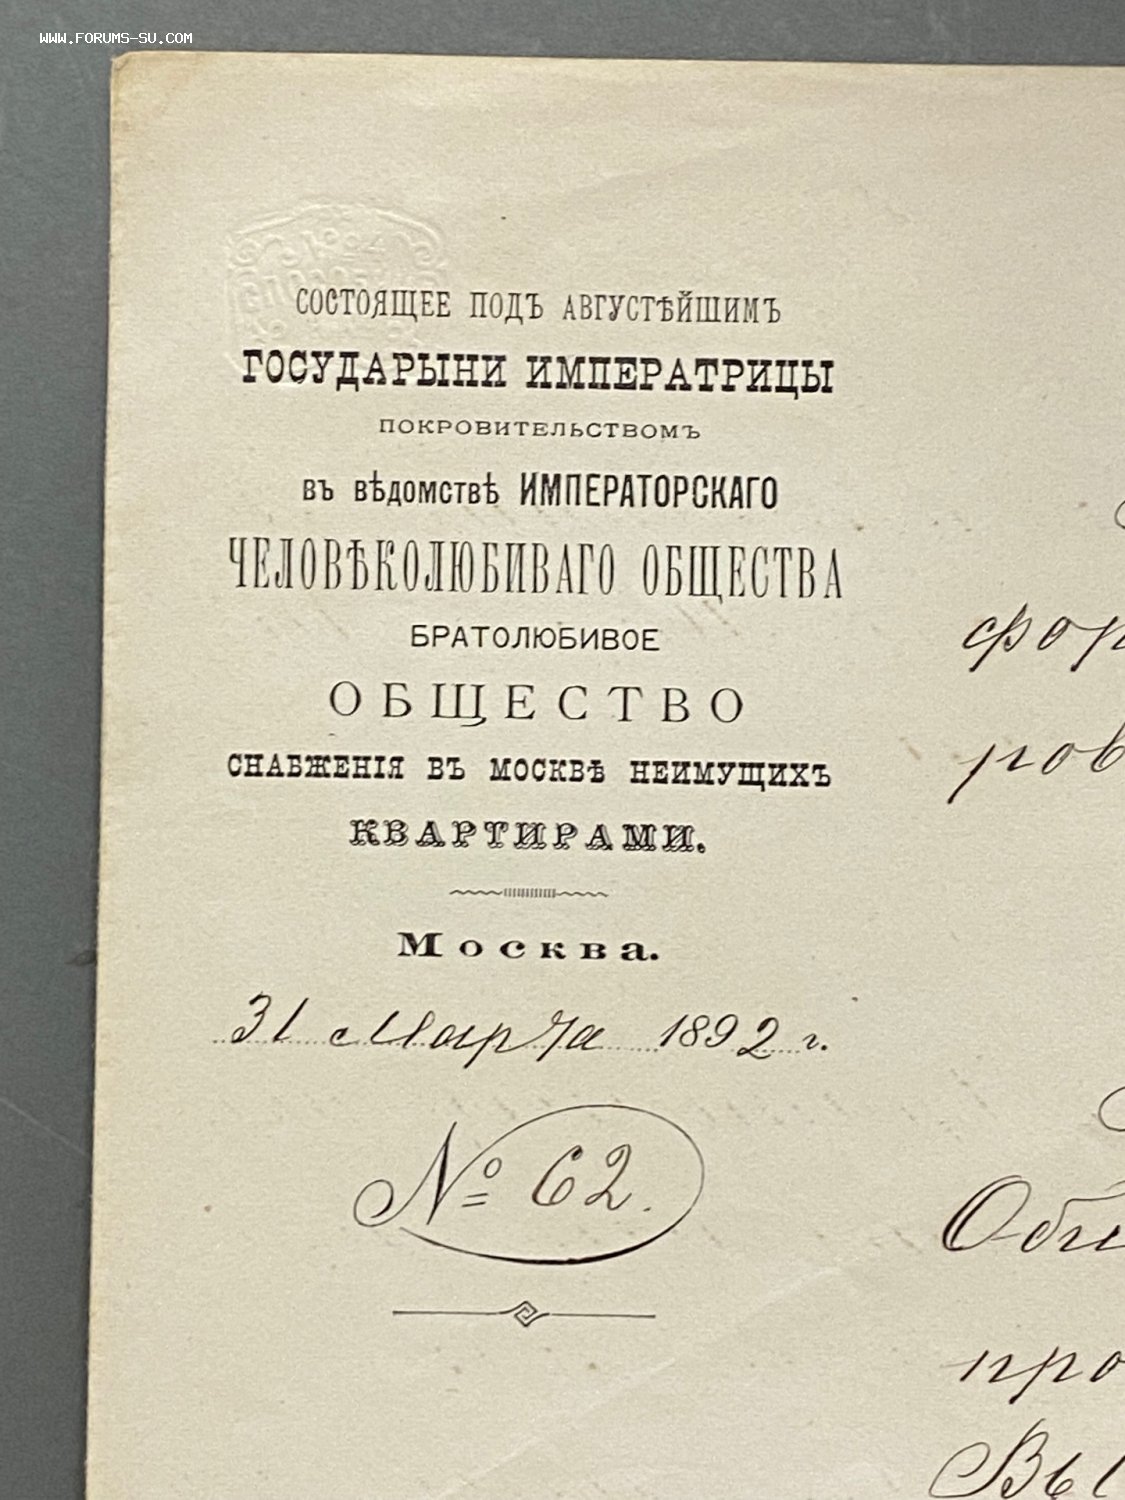 WWW.FORUMS-SU.COM
СОСТОЯЩЕЕ ПОДЪ АВГУСТѢЙШИМЪ
ГОСУДАРЫНИ ИМПЕРАТРИЦЫ
ПОКРОВИТЕЛЬСТВОМЪ
въ вѣдомствѣ ИМПЕРАТОРСКАГО
ЧЕЛОВѢКОЛЮБИВАГО ОБЩЕСТВА
БРАТОЛЮБИВОЕ
ОБЩЕСТВО
СНАБЖЕНІЯ ВЪ МОСКВѢ НЕИМУЩИХЪ
КВАРТИРАМИ.
Москва.
31 Марта 1892 г.
№ 62.